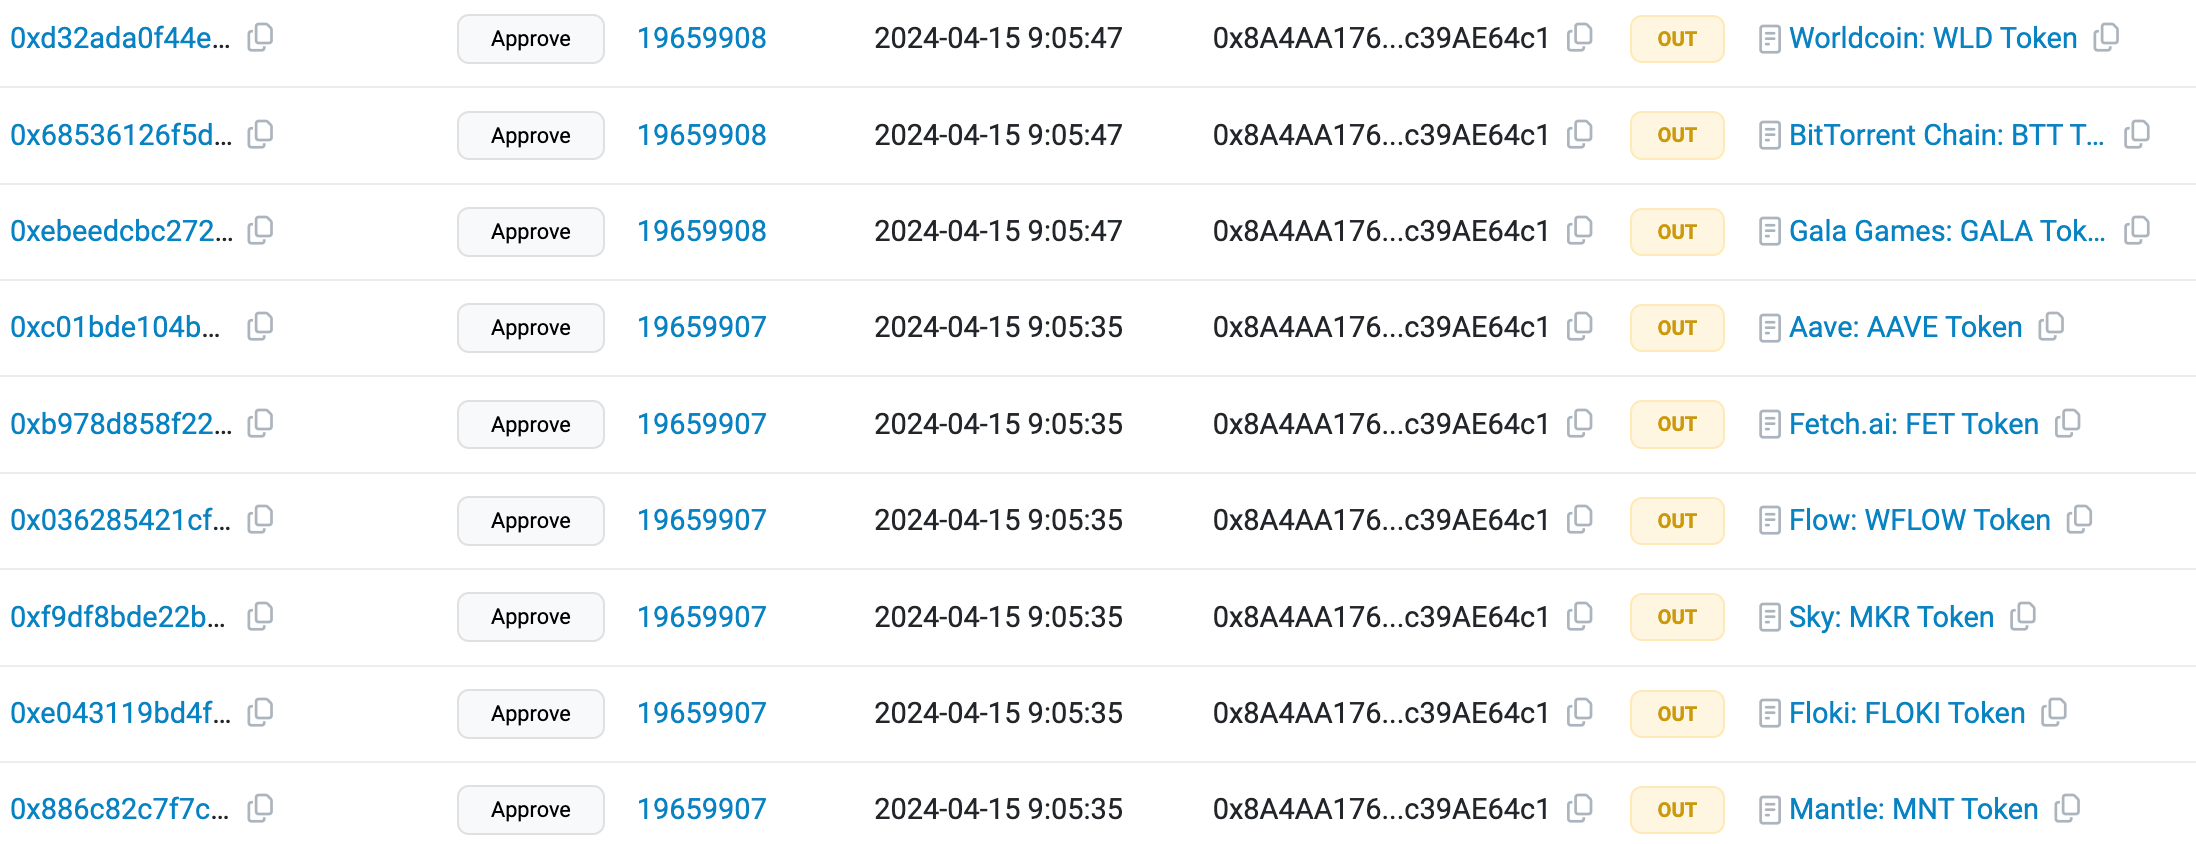 0xd32ada0f44e... Approve 19659908 2024-04-15 9:05:47 0x8A4AA176...c39AE64c1 OUT Worldcoin: WLD Token
0x68536126f5d... Approve 19659908 2024-04-15 9:05:47 0x8A4AA176...c39AE64c1 OUT BitTorrent Chain: BTT T...
0xebeedcbc272... Approve 19659908 2024-04-15 9:05:47 0x8A4AA176...c39AE64c1 OUT Gala Games: GALA Tok...
0xc01bde104b... Approve 19659907 2024-04-15 9:05:35 0x8A4AA176...c39AE64c1 OUT Aave: AAVE Token
0xb978d858f22... Approve 19659907 2024-04-15 9:05:35 0x8A4AA176...c39AE64c1 OUT Fetch.ai: FET Token
0x036285421cf... Approve 19659907 2024-04-15 9:05:35 0x8A4AA176...c39AE64c1 OUT Flow: WFLOW Token
0xf9df8bde22b... Approve 19659907 2024-04-15 9:05:35 0x8A4AA176...c39AE64c1 OUT Sky: MKR Token
0xe043119bd4f... Approve 19659907 2024-04-15 9:05:35 0x8A4AA176...c39AE64c1 OUT Floki: FLOKI Token
0x886c82c7f7c... Approve 19659907 2024-04-15 9:05:35 0x8A4AA176...c39AE64c1 OUT Mantle: MNT Token